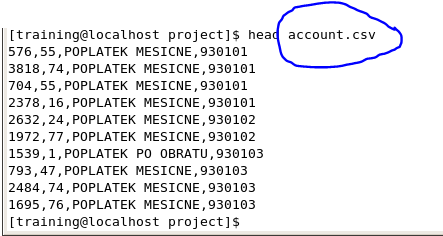 [training@localhost project]$ head account.csv
576,55,POPLATEK MESICNE,930101
3818,74,POPLATEK MESICNE,930101
704,55,POPLATEK MESICNE,930101
2378,16,POPLATEK MESICNE,930101
2632,24,POPLATEK MESICNE,930102
1972,77,POPLATEK MESICNE,930102
1539,1,POPLATEK PO OBRATU,930103
793,47,POPLATEK MESICNE,930103
2484,74,POPLATEK MESICNE,930103
1695,76,POPLATEK MESICNE,930103
[training@localhost project]$